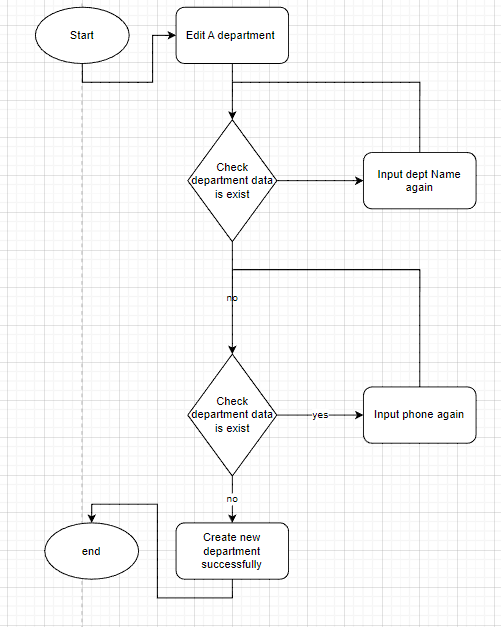 Start
Edit A department
Check
department data
is exist
Input dept Name
again
no
Check
department data
is exist
yes
Input phone again
no
Create new
department
successfully
end